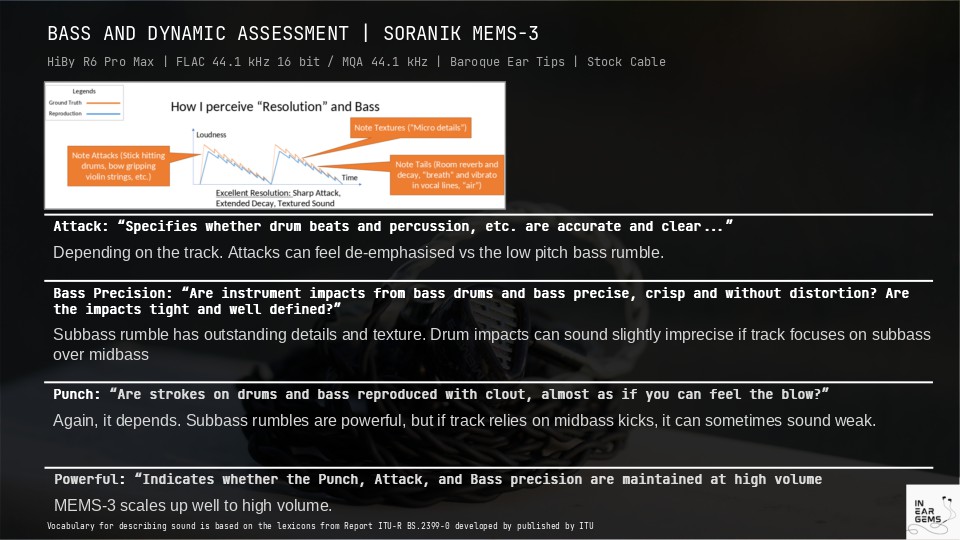 BASS AND DYNAMIC ASSESSMENT | SORANIK MEMS-3
HiBy R6 Pro Max | FLAC 44.1 kHz 16 bit / MQA 44.1 kHz | Baroque Ear Tips | Stock Cable
Legends
Ground Truth
Reproduction
How I perceive “Resolution” and Bass
Loudness
Note Textures (“Micro details”)
Note Attacks (Stick hitting
drums, bow gripping
violin strings, etc.)
Note Tails (Room reverb and
decay, “breath” and vibrato
in vocal lines, “air”)
Time
Excellent Resolution: Sharp Attack,
Extended Decay, Textured Sound
Attack: “Specifies whether drum beats and percussion, etc. are accurate and clear...”
Depending on the track. Attacks can feel de-emphasised vs the low pitch bass rumble.
Bass Precision: “Are instrument impacts from bass drums and bass precise, crisp and without distortion? Are
the impacts tight and well defined?”
Subbass rumble has outstanding details and texture. Drum impacts can sound slightly imprecise if track focuses on subbass
over midbass
Punch: “Are strokes on drums and bass reproduced with clout, almost as if you can feel the blow?”
Again, it depends. Subbass rumbles are powerful, but if track relies on midbass kicks, it can sometimes sound weak.
Powerful: “Indicates whether the Punch, Attack, and Bass precision are maintained at high volume
MEMS-3 scales up well to high volume.
Vocabulary for describing sound is based on the lexicons from Report ITU-R BS.2399-0 developed by published by ITU
IN
EAR
GEMS